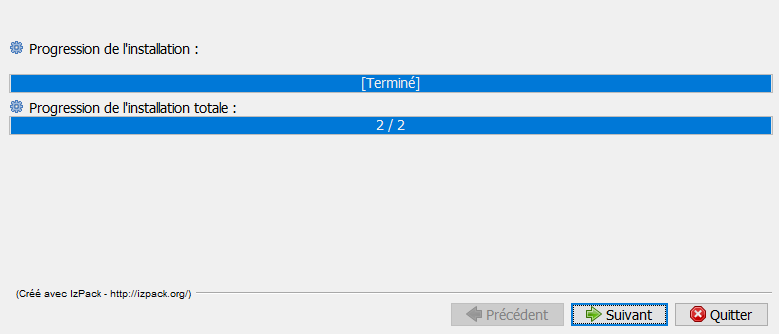 Progression de l'installation :
[Terminé]
Progression de l'installation totale :
2 / 2
(Créé avec IzPack - http://izpack.org/)
Précédent Suivant Quitter